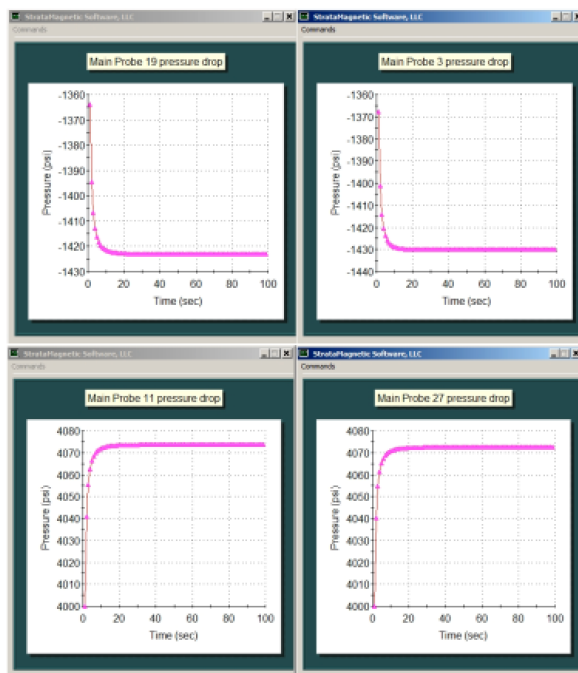 StrataMagnetic Software, LLC
Commands
Main Probe 19 pressure drop
Pressure (psi)
-1360
-1370
-1380
-1390
-1400
-1410
-1420
-1430
0 20 40 60 80 100
Time (sec)
StrataMagnetic Software, LLC
Commands
Main Probe 3 pressure drop
Pressure (psi)
-1360
-1370
-1380
-1390
-1400
-1410
-1420
-1430
-1440
0 20 40 60 80 100
Time (sec)
StrataMagnetic Software, LLC
Commands
Main Probe 11 pressure drop
Pressure (psi)
4080
4070
4060
4050
4040
4030
4020
4010
4000
0 20 40 60 80 100
Time (sec)
StrataMagnetic Software, LLC
Commands
Main Probe 27 pressure drop
Pressure (psi)
4080
4070
4060
4050
4040
4030
4020
4010
4000
0 20 40 60 80 100
Time (sec)